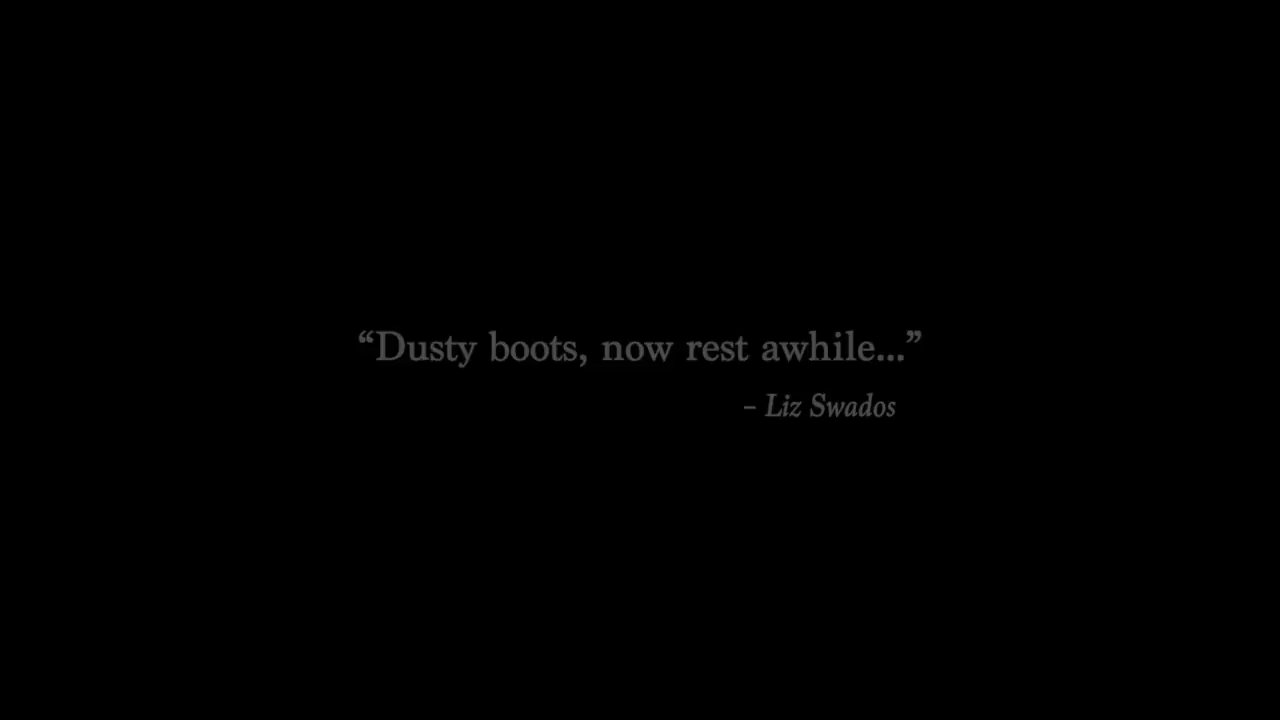 “Dusty boots, now rest awhile...”
– Liz Swados